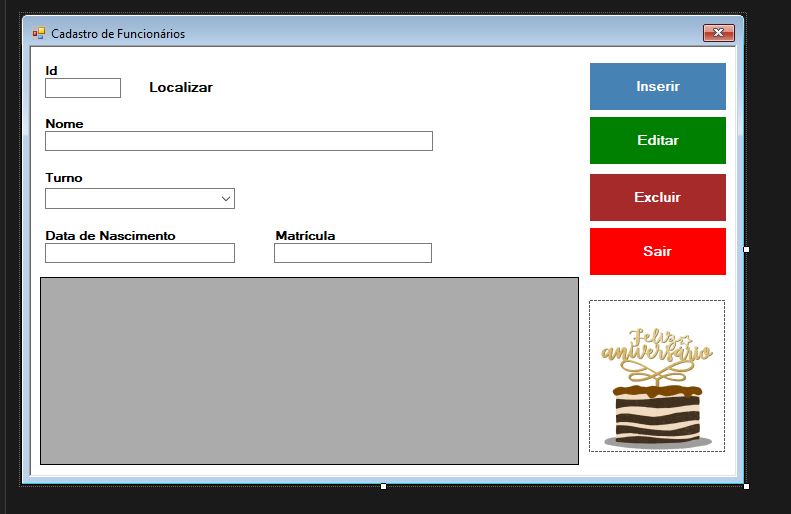 Cadastro de Funcionários
Id
Localizar
Nome
Turno
Data de Nascimento
Matrícula
Inserir
Editar
Excluir
Sair
Feliz
aniversário